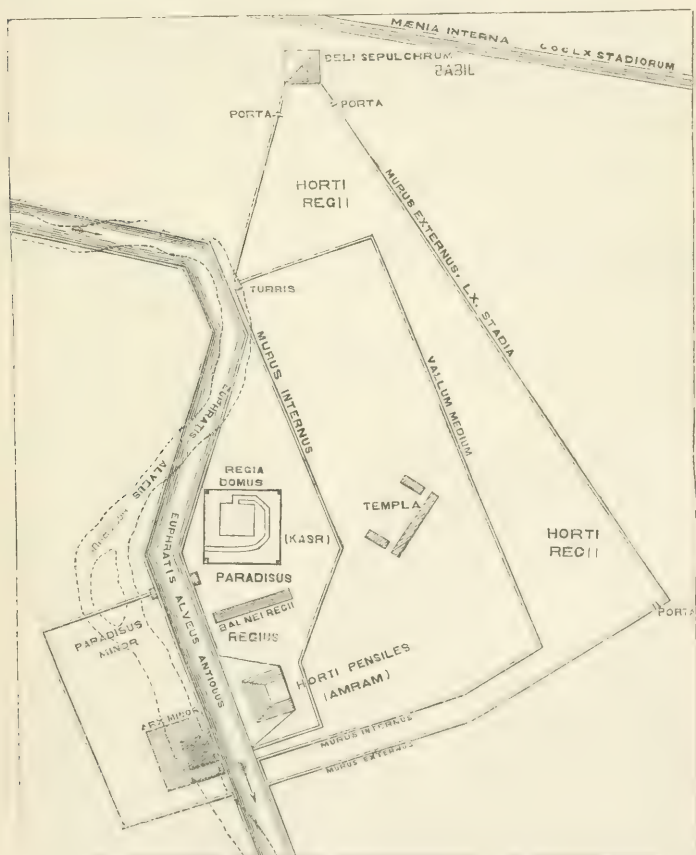 MÆNIA INTERNA CCCLX STADIORUM
BELI SEPULCHRUM
BABIL
PORTA
PORTA
HORTI
REGII
MURUS EXTERNUS, LX. STADIA
TURRIS
MURUS INTERNUS
VALLUM MEDIUM
EUPHRATIS
ALVEUS
REGIA
DOMUS
(KASR)
TEMPLA
HORTI
REGII
PARADISUS
BALNEI REGII
REGIUS
EUPHRATIS ALVEUS ANTIQUUS
PORTA
PARADISUS
MINOR
HORTI PENSILES
(AMRAM)
ARX MINOR
MURUS INTERNUS
MURUS EXTERNUS